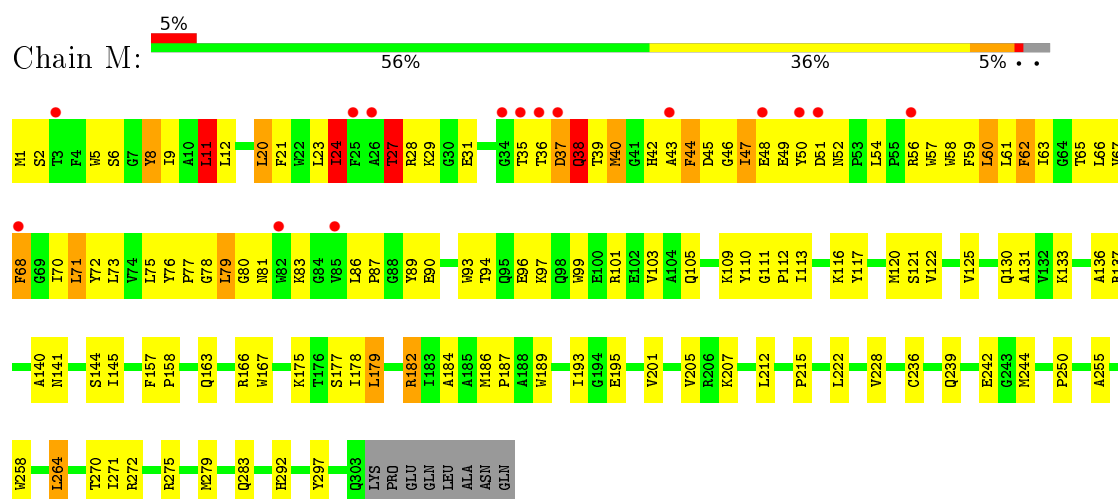 5%
Chain M:
56% 36% 5% • •
M1 S2 T3 F4 W5 S6 G7 Y8 I9 A10 L11 L12 L20 F21 W22 L23 I24 F25 A26 T27 R28 K29 G30 E31 G34 T35 T36 D37 Q38 T39 M40 G41 H42 A43 F44 D45 G46 I47 E48 E49 Y50 D51 N52 P53 L54 P55 R56 W57 W58 F59 L60 L61 F62 I63 G64 T65 L66 V67
F68 G69 I70 L71 Y72 L73 V74 L75 Y76 P77 G78 L79 G80 N81 W82 K83 G84 V85 L86 P87 G88 Y89 E90 W93 T94 Q95 E96 K97 Q98 W99 E100 R101 E102 V103 A104 Q105 K109 Y110 G111 P112 I113 K116 Y117 M120 S121 V122 V125 Q130 A131 V132 K133 A136 R137
A140 N141 S144 I145 F157 P158 Q163 R166 W167 K175 T176 S177 I178 L179 R182 I183 A184 A185 M186 P187 A188 W189 I193 G194 E195 V201 V205 R206 K207 L212 P215 L222 V228 C236 Q239 E242 G243 M244 P250 A255
W258 L264 T270 I271 R272 R275 M279 Q283 H292 Y297 Q303 LYS PRO GLU GLN LEU ALA ASN GLN